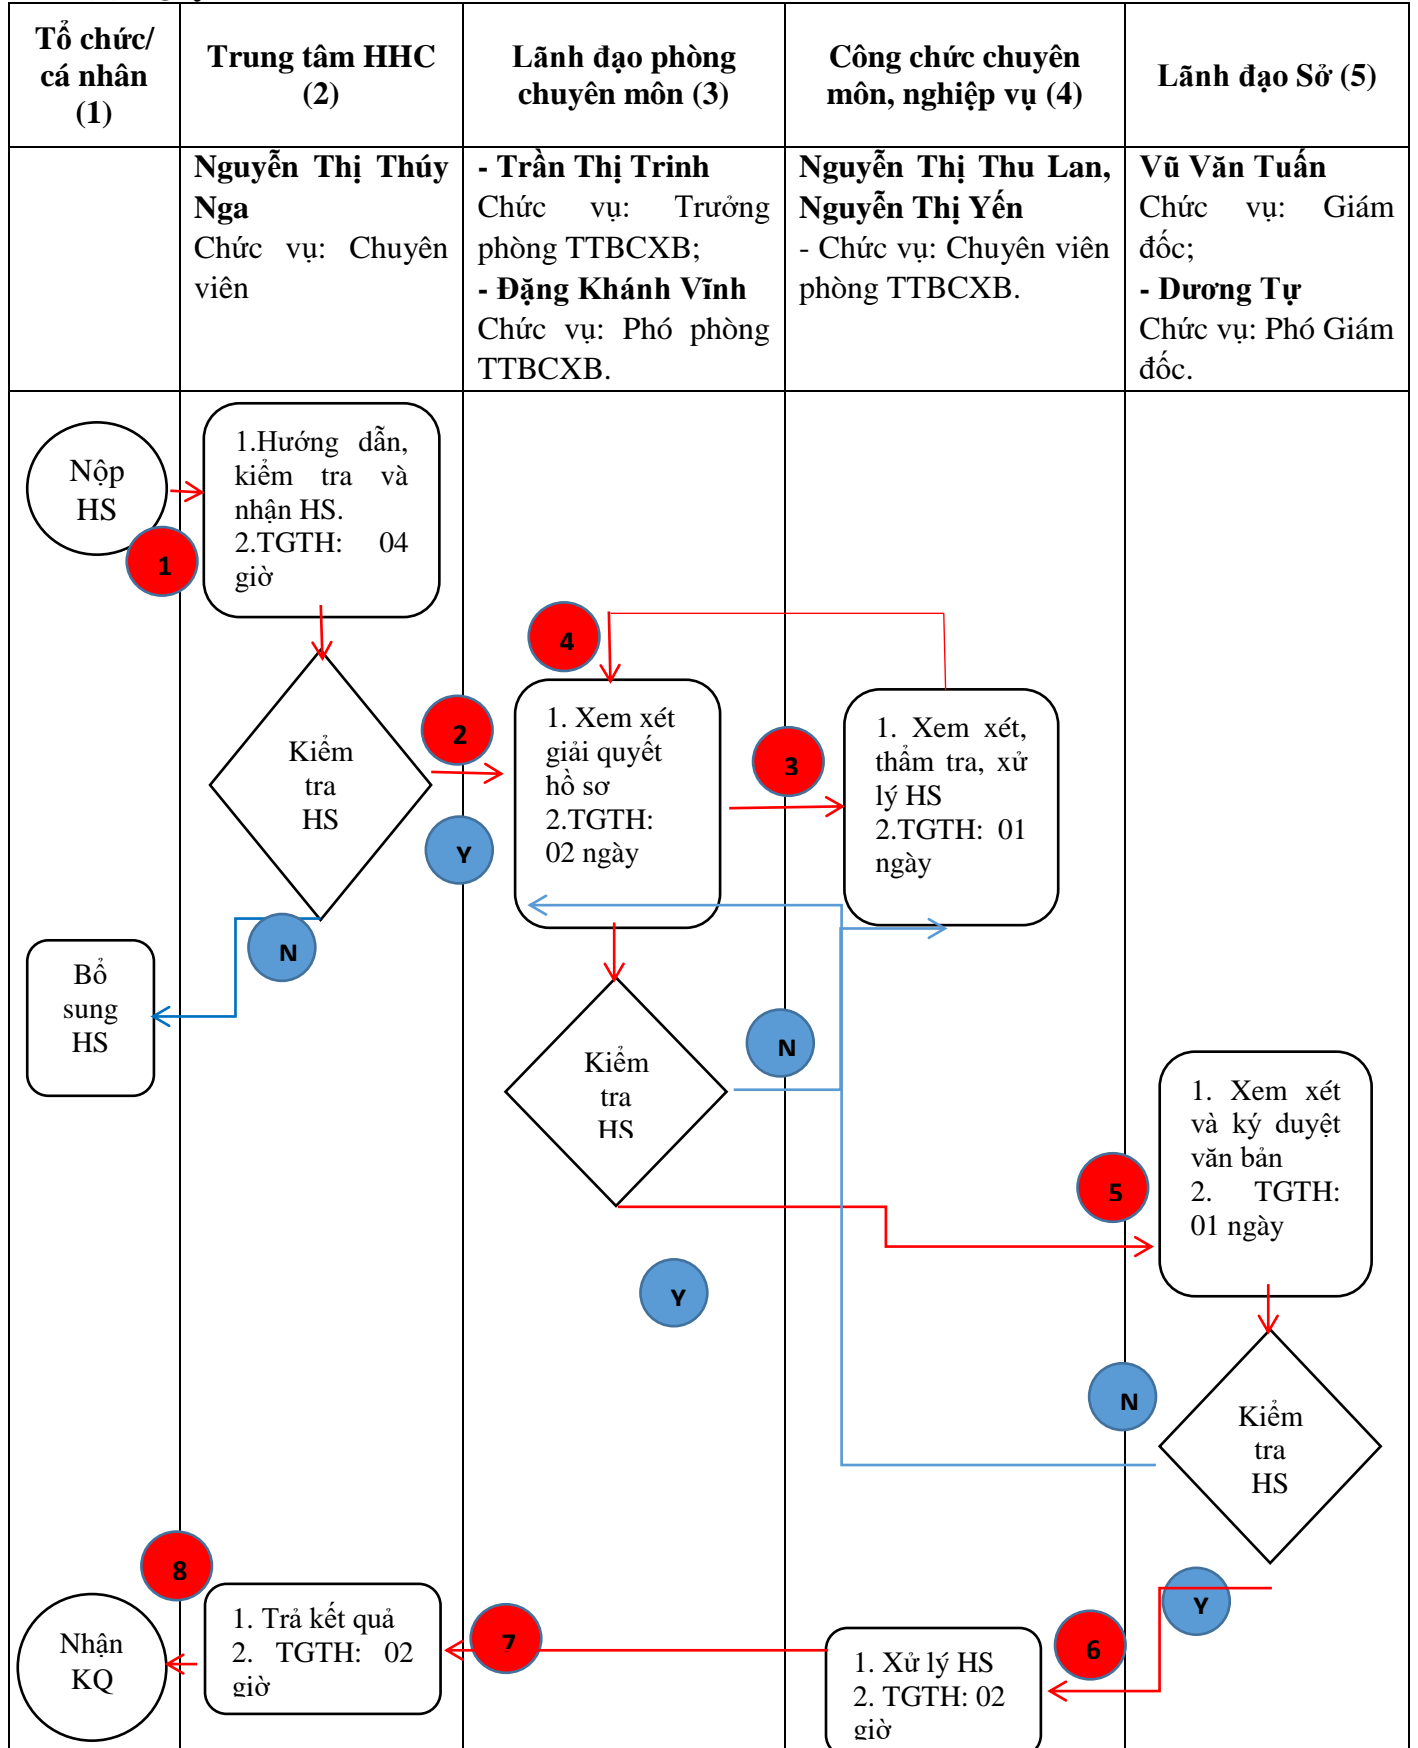 Tổ chức/
cá nhân
(1)
Trung tâm HHC
(2)
Lãnh đạo phòng
chuyên môn (3)
Công chức chuyên
môn, nghiệp vụ (4)
Lãnh đạo Sở (5)
Nguyễn Thị Thúy
Nga
Chức vụ: Chuyên
viên
- Trần Thị Trinh
Chức vụ: Trưởng
phòng TTBCXB;
- Đặng Khánh Vĩnh
Chức vụ: Phó phòng
TTBCXB.
Nguyễn Thị Thu Lan,
Nguyễn Thị Yến
- Chức vụ: Chuyên viên
phòng TTBCXB.
Vũ Văn Tuấn
Chức vụ: Giám
đốc;
- Dương Tự
Chức vụ: Phó Giám
đốc.
Nộp
HS
1
1.Hướng dẫn,
kiểm tra và
nhận HS.
2.TGTH: 04
giờ
Kiểm
tra
HS
2
Y
N
Bổ
sung
HS
4
1. Xem xét
giải quyết
hồ sơ
2.TGTH:
02 ngày
3
1. Xem xét,
thẩm tra, xử
lý HS
2.TGTH: 01
ngày
Kiểm
tra
HS
N
Y
5
1. Xem xét
và ký duyệt
văn bản
2. TGTH:
01 ngày
N
Kiểm
tra
HS
Y
6
1. Xử lý HS
2. TGTH: 02
giờ
7
1. Trả kết quả
2. TGTH: 02
giờ
8
Nhận
KQ